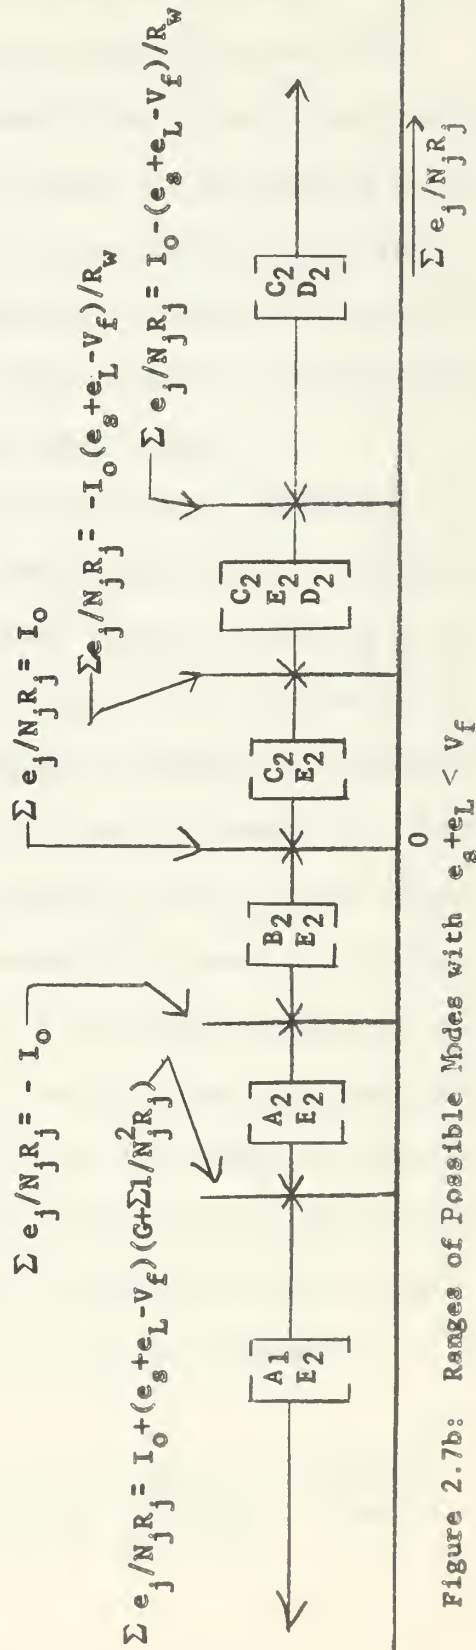 Σ e_j/N_jR_j = I_o+(e_s+e_L-V_f)(G+Σ1/N_j^2R_j)
Σ e_j/N_jR_j = - I_o
Σ e_j/N_jR_j = I_o
Σe_j/N_jR_j = -I_o(e_s+e_L-V_f)/R_w
Σ e_j/N_jR_j = I_o-(e_s+e_L-V_f)/R_w
A1
E2
A2
E2
B2
E2
C2
E2
C2
E2
D2
C2
D2
0
Σ e_j/N_jR_j
Figure 2.7b: Ranges of Possible Modes with e_s+e_L < V_f